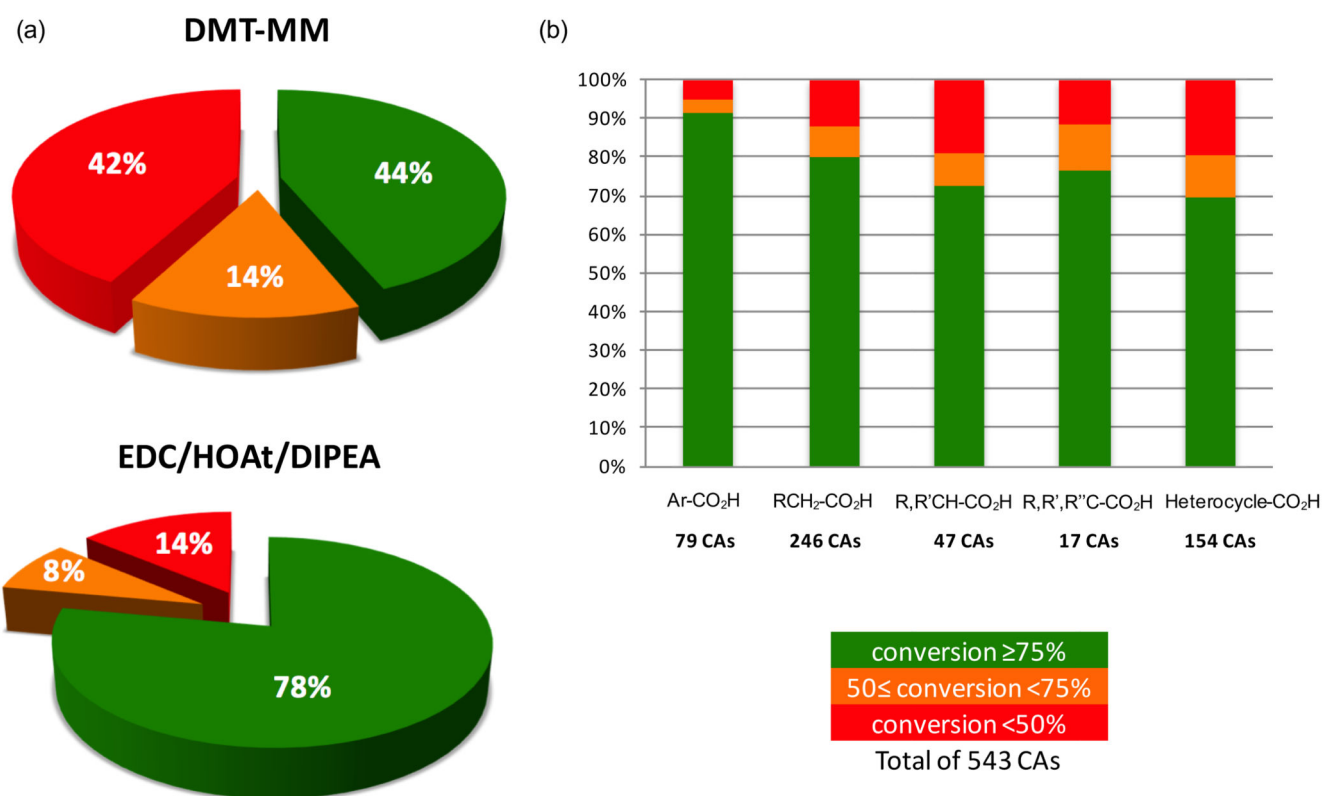 (a)
DMT-MM
42%
44%
14%
EDC/HOAt/DIPEA
14%
8%
78%
(b)
100%
90%
80%
70%
60%
50%
40%
30%
20%
10%
0%
Ar-CO₂H RCH₂-CO₂H R,R'CH-CO₂H R,R',R''C-CO₂H Heterocycle-CO₂H
79 CAs 246 CAs 47 CAs 17 CAs 154 CAs
conversion ≥75%
50≤ conversion <75%
conversion <50%
Total of 543 CAs